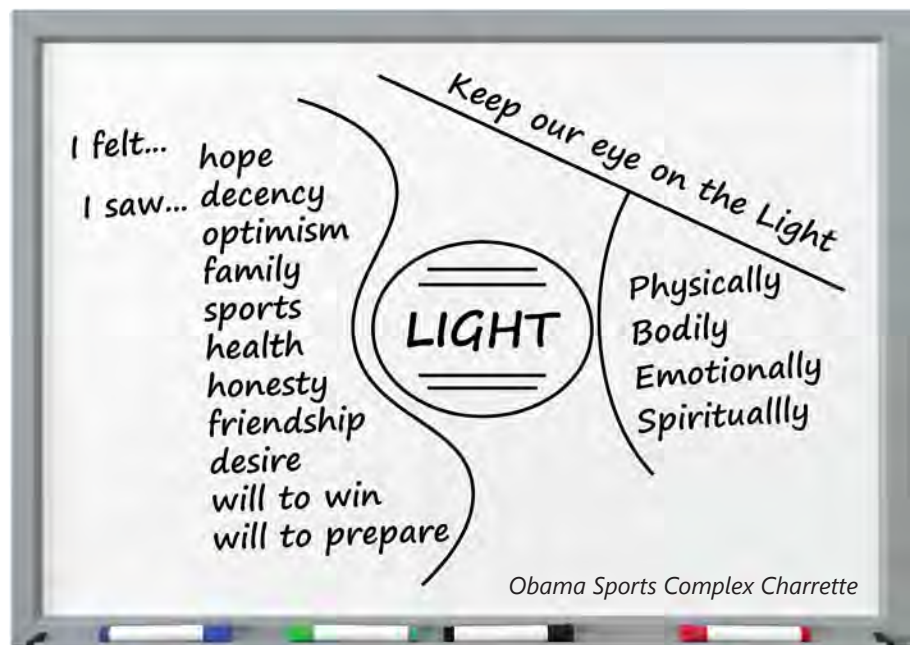 I felt...
I saw...
hope
decency
optimism
family
sports
health
honesty
friendship
desire
will to win
will to prepare
LIGHT
Keep our eye on the Light
Physically
Bodily
Emotionally
Spirituallly
Obama Sports Complex Charrette